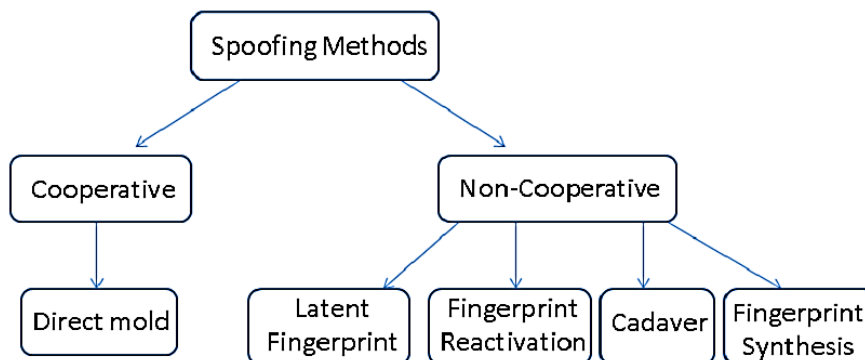 Spoofing Methods
Cooperative
Non-Cooperative
Direct mold
Latent
Fingerprint
Fingerprint
Reactivation
Cadaver
Fingerprint
Synthesis